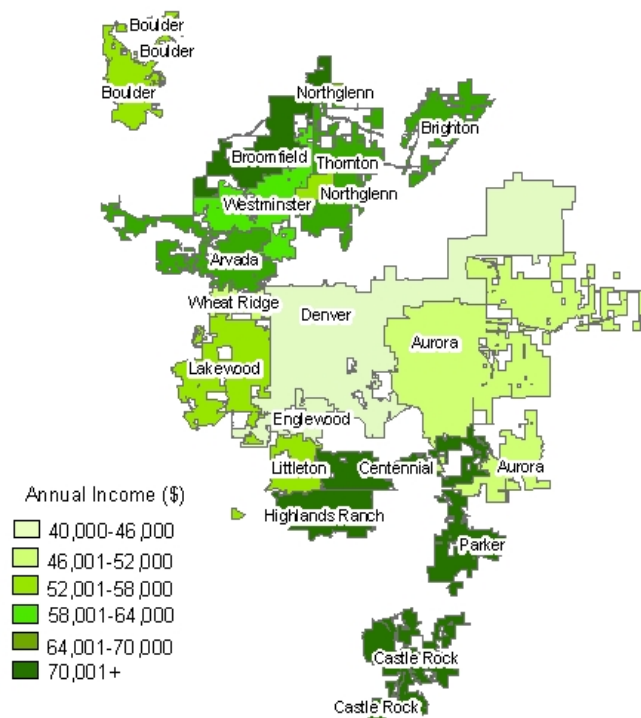 Boulder
Boulder
Boulder
Northglenn
Brighton
Broomfield
Thornton
Northglenn
Westminster
Arvada
Wheat Ridge
Denver
Aurora
Lakewood
Englewood
Littleton
Centennial
Aurora
Highlands Ranch
Parker
Castle Rock
Castle Rock
Annual Income ($)
40,000-46,000
46,001-52,000
52,001-58,000
58,001-64,000
64,001-70,000
70,001+